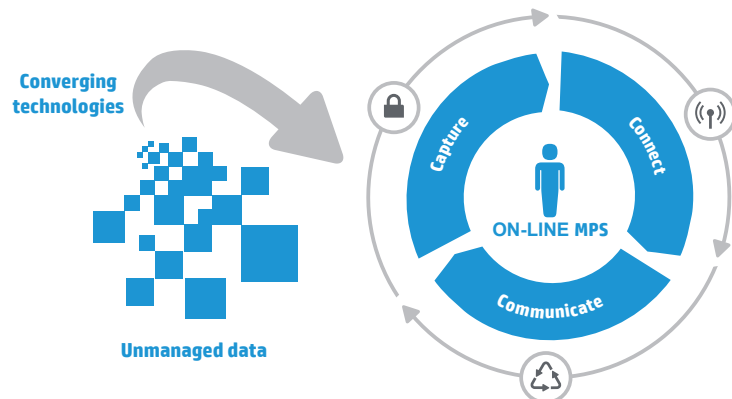 Converging
technologies
Unmanaged data
Capture
Connect
ON-LINE MPS
Communicate